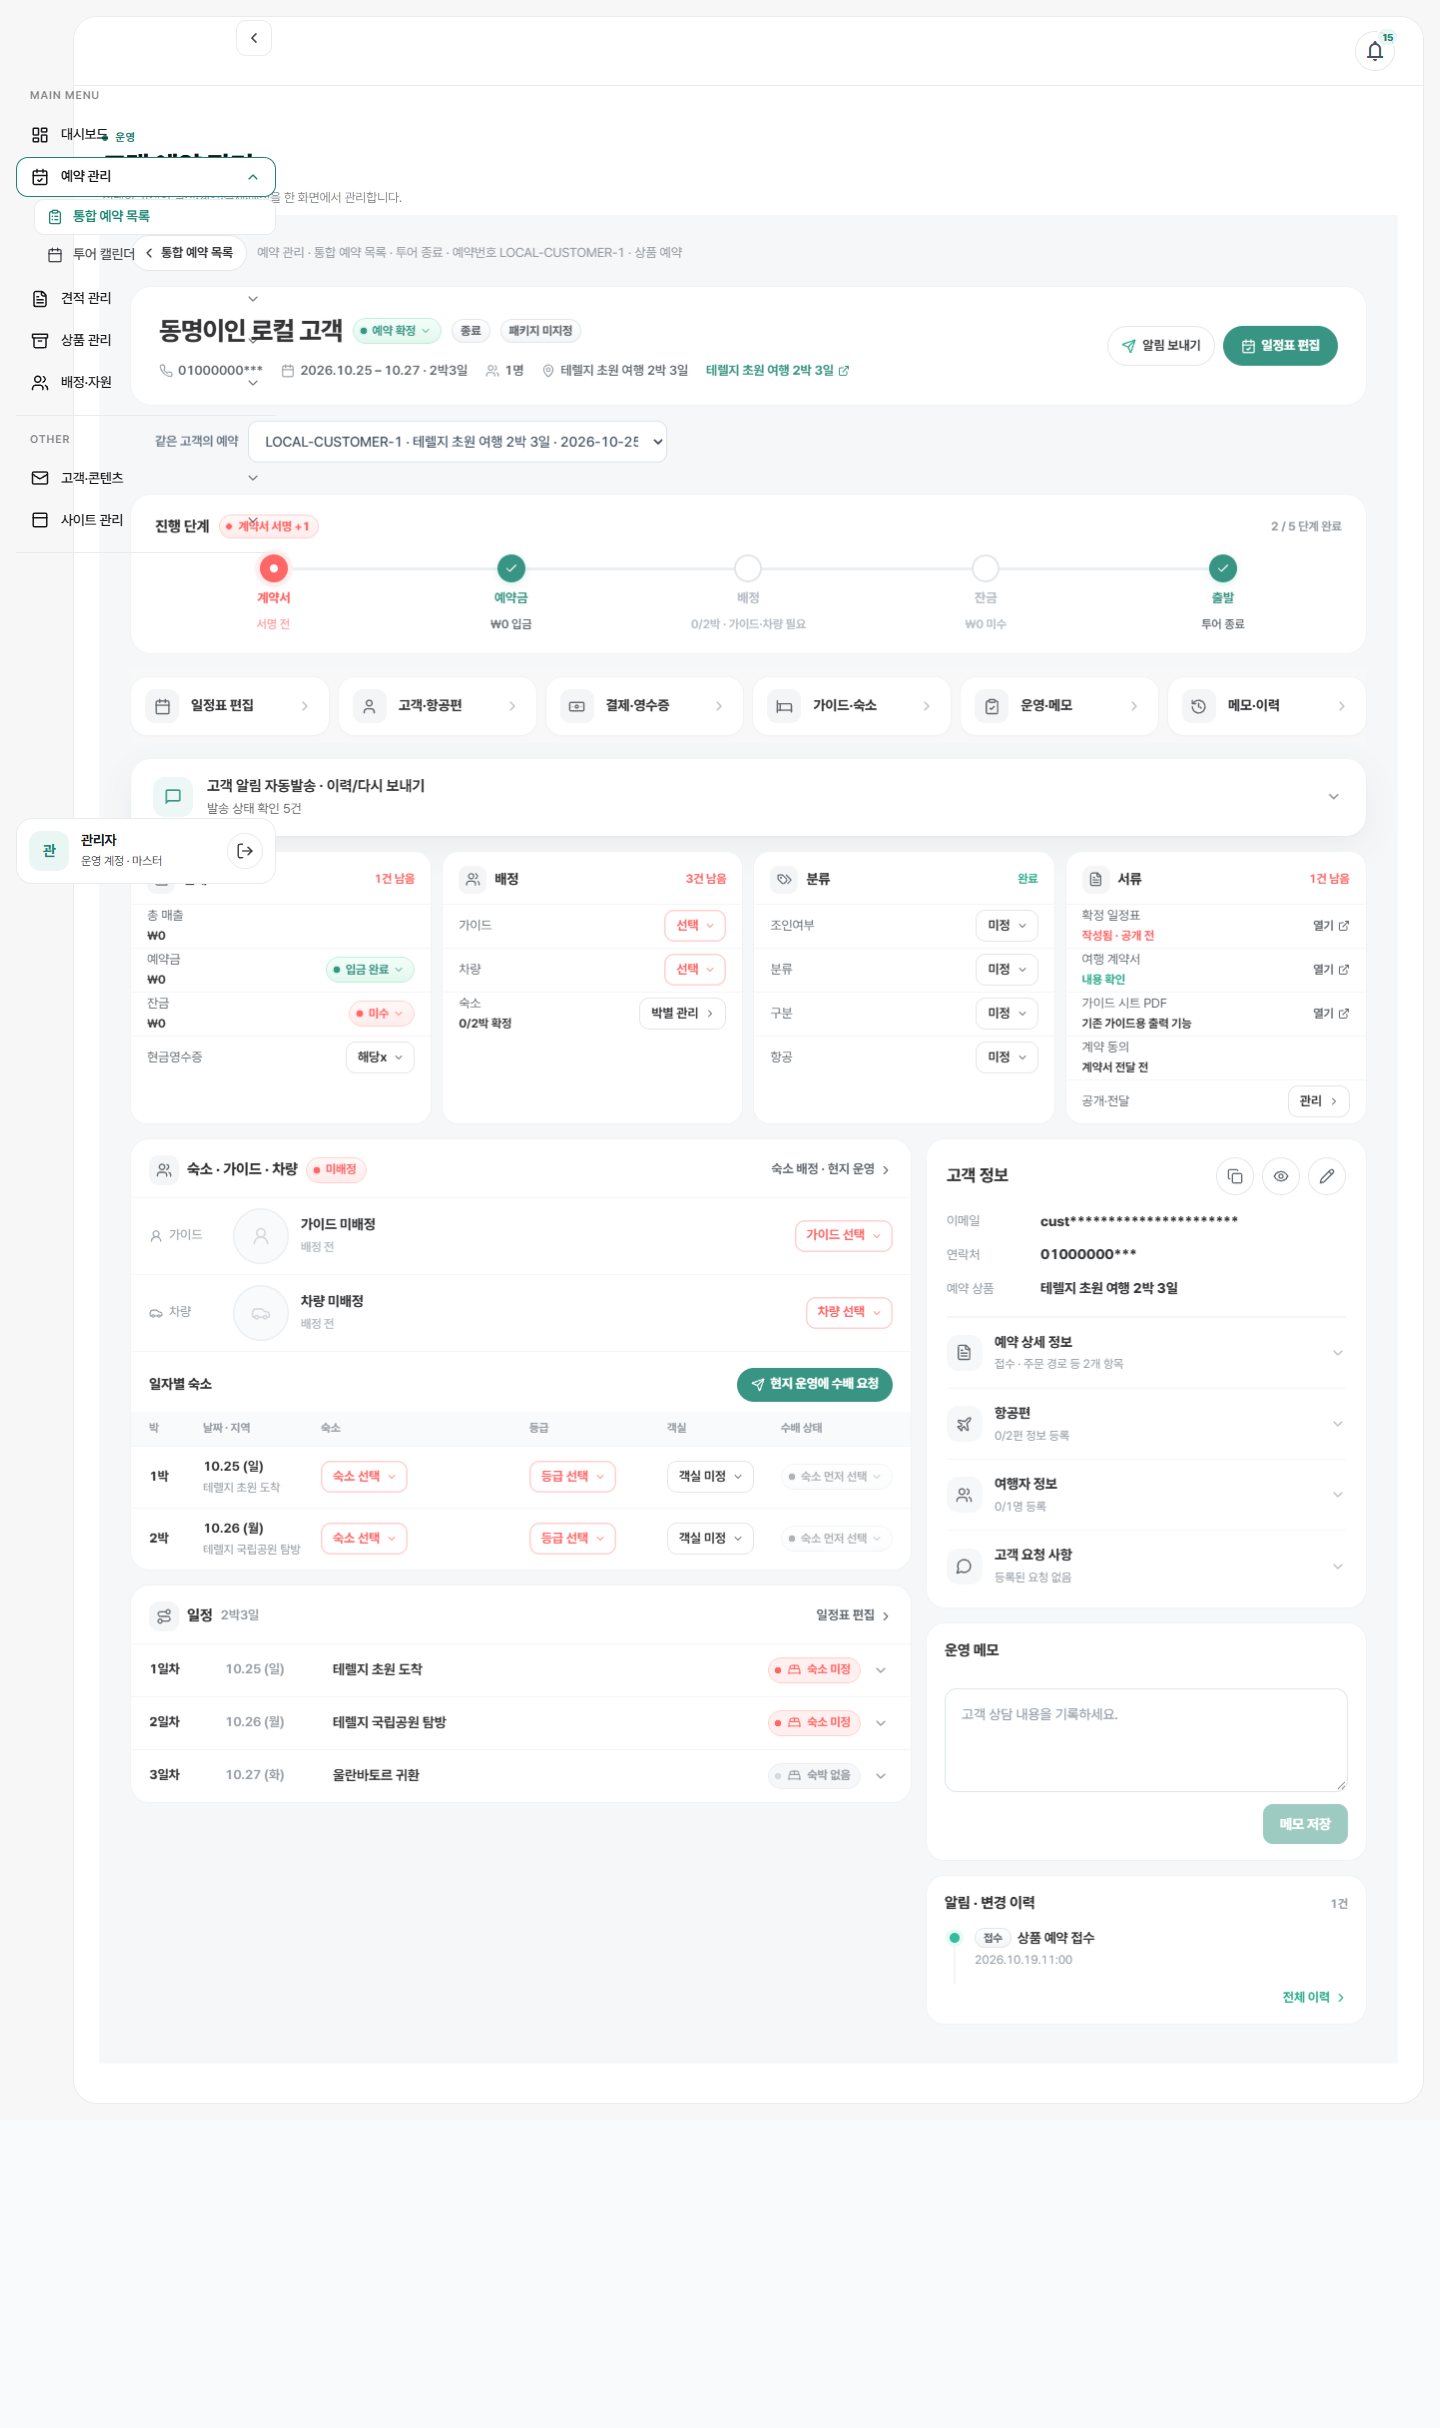 15
MAIN MENU
대시보드
운영
예약 관리
을 한 화면에서 관리합니다.
통합 예약 목록
투어 캘린더
통합 예약 목록
예약 관리 · 통합 예약 목록 · 투어 종료 · 예약번호 LOCAL-CUSTOMER-1 · 상품 예약
견적 관리
상품 관리
배정·자원
동명이인 로컬 고객
예약 확정
종료
패키지 미지정
알림 보내기
일정표 편집
01000000***
2026.10.25 – 10.27 · 2박3일
1명
테렐지 초원 여행 2박 3일
테렐지 초원 여행 2박 3일
OTHER
고객·콘텐츠
사이트 관리
같은 고객의 예약
LOCAL-CUSTOMER-1 · 테렐지 초원 여행 2박 3일 · 2026-10-25
진행 단계
계약서 서명 +1
2 / 5 단계 완료
계약서
예약금
배정
잔금
출발
서명 전
₩0 입금
0/2박 · 가이드·차량 필요
₩0 미수
투어 종료
일정표 편집
고객·항공편
결제·영수증
가이드·숙소
운영·메모
메모·이력
고객 알림 자동발송 · 이력/다시 보내기
발송 상태 확인 5건
관
관리자
운영 계정 · 마스터
1건 남음
총 매출
₩0
예약금
₩0
입금 완료
잔금
₩0
미수
현금영수증
해당x
배정
3건 남음
가이드
선택
차량
선택
숙소
0/2박 확정
박별 관리
분류
완료
조인여부
미정
분류
미정
구분
미정
항공
미정
서류
1건 남음
확정 일정표
작성됨 · 공개 전
열기
여행 계약서
내용 확인
열기
가이드 시트 PDF
기존 가이드용 출력 기능
열기
계약 동의
계약서 전달 전
공개·전달
관리
숙소 · 가이드 · 차량
미배정
숙소 배정 · 현지 운영
가이드
가이드 미배정
배정 전
가이드 선택
차량
차량 미배정
배정 전
차량 선택
일자별 숙소
현지 운영에 수배 요청
박
날짜 · 지역
숙소
등급
객실
수배 상태
1박
10.25 (일)
테렐지 초원 도착
숙소 선택
등급 선택
객실 미정
숙소 먼저 선택
2박
10.26 (월)
테렐지 국립공원 탐방
숙소 선택
등급 선택
객실 미정
숙소 먼저 선택
일정
2박3일
일정표 편집
1일차
10.25 (일)
테렐지 초원 도착
숙소 미정
2일차
10.26 (월)
테렐지 국립공원 탐방
숙소 미정
3일차
10.27 (화)
울란바토르 귀환
숙박 없음
고객 정보
이메일
cust**********************
연락처
01000000***
예약 상품
테렐지 초원 여행 2박 3일
예약 상세 정보
접수 · 주문 경로 등 2개 항목
항공편
0/2편 정보 등록
여행자 정보
0/1명 등록
고객 요청 사항
등록된 요청 없음
운영 메모
고객 상담 내용을 기록하세요.
메모 저장
알림 · 변경 이력
1건
접수
상품 예약 접수
2026.10.19.11:00
전체 이력